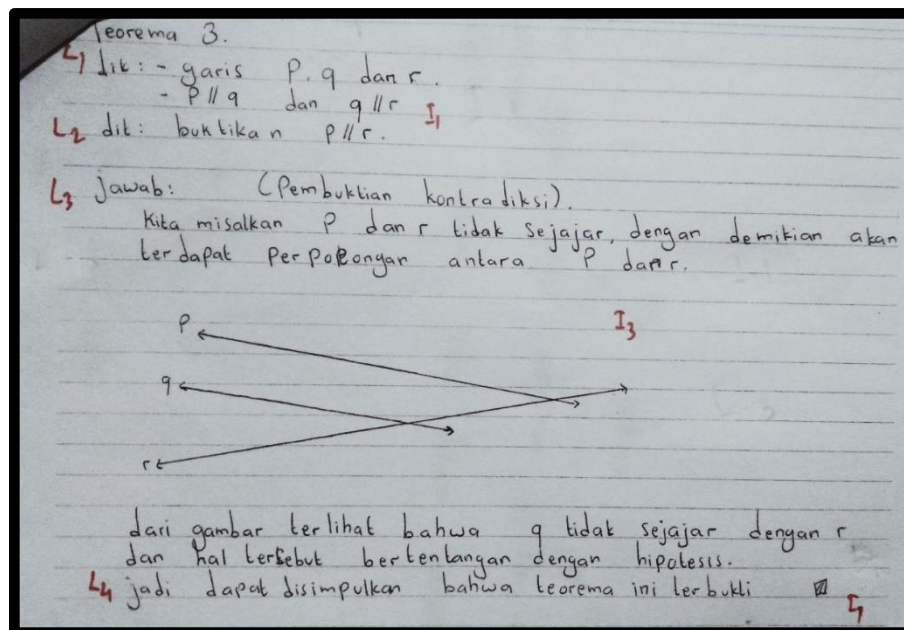 Teorema 3.
L1 dik: - garis P, q dan r.
- P // q dan q // r I1
L2 dit: buktikan P // r.
L3 jawab: (Pembuktian kontradiksi).
Kita misalkan P dan r tidak sejajar, dengan demikian akan
terdapat perpotongan antara P dan r.
P I3
q
r
dari gambar terlihat bahwa q tidak sejajar dengan r
dan hal tersebut bertentangan dengan hipotesis.
L4 jadi dapat disimpulkan bahwa teorema ini terbukti I1